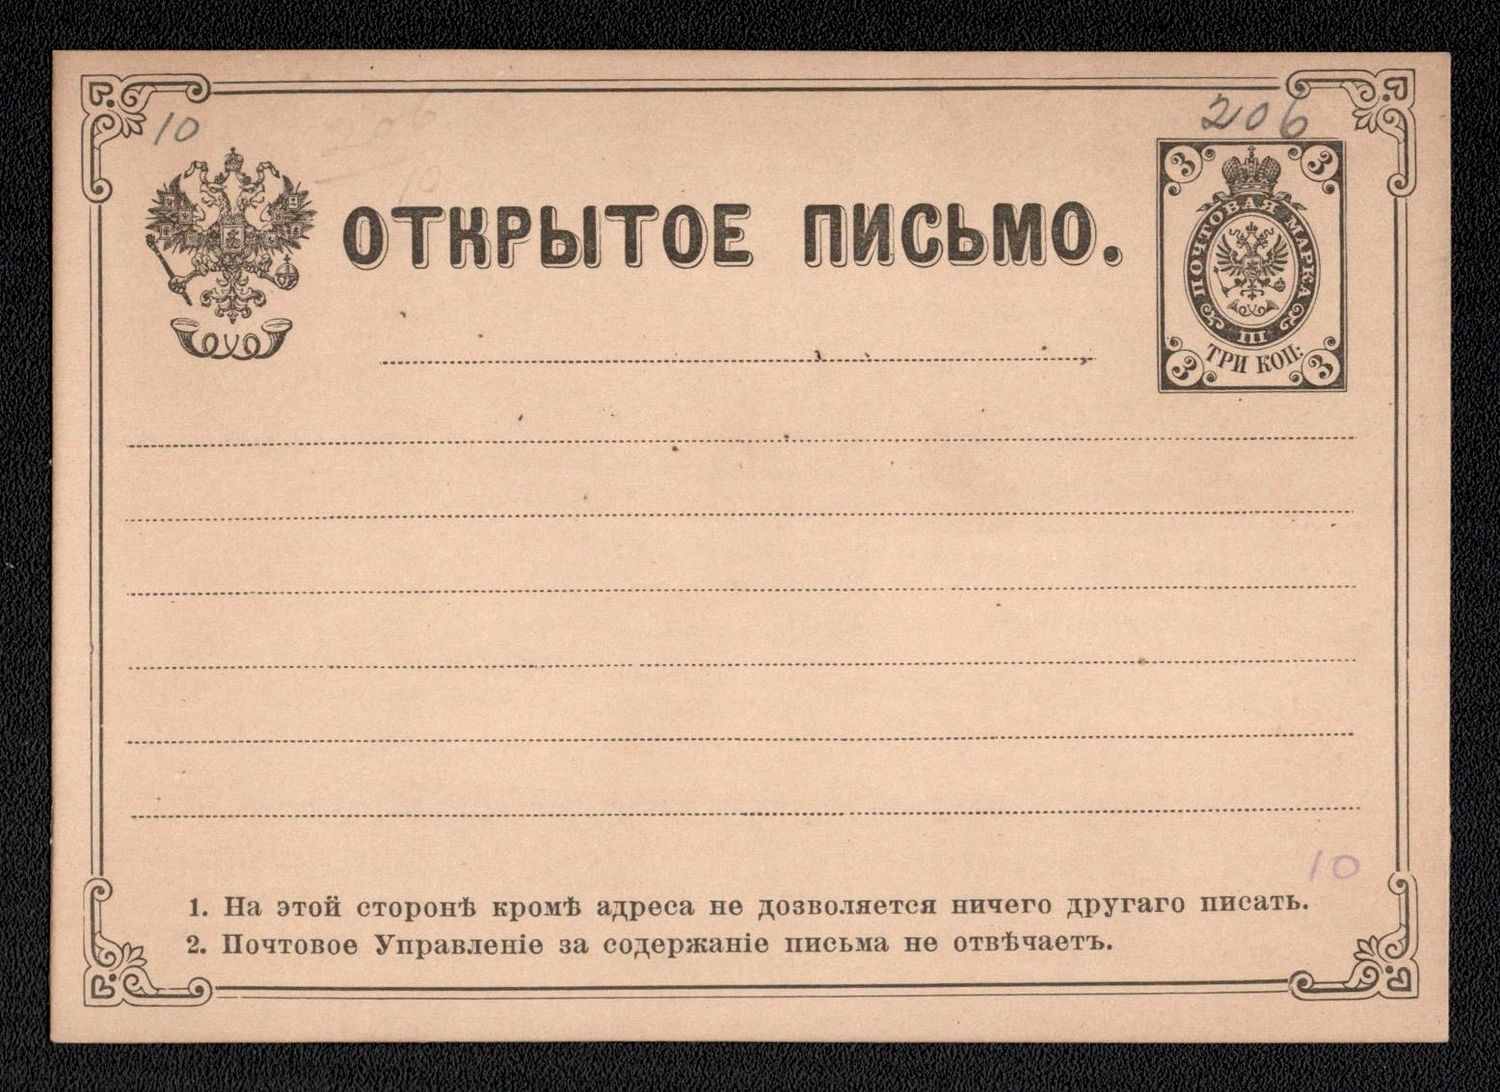 10
206
206
10
ОТКРЫТОЕ ПИСЬМО.
3 3
ПОЧТОВАЯ МАРКА
III
ТРИ КОП:
3 3
10
1. На этой сторонѣ кромѣ адреса не дозволяется ничего другаго писать.
2. Почтовое Управленіе за содержаніе письма не отвѣчаетъ.